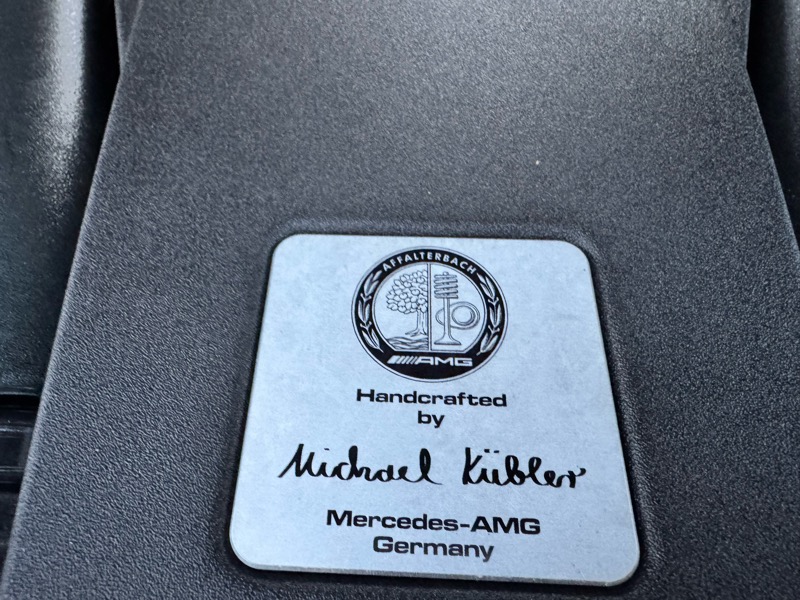 AFFALTERBACH
AMG
Handcrafted
by
Michael Kübler
Mercedes-AMG
Germany